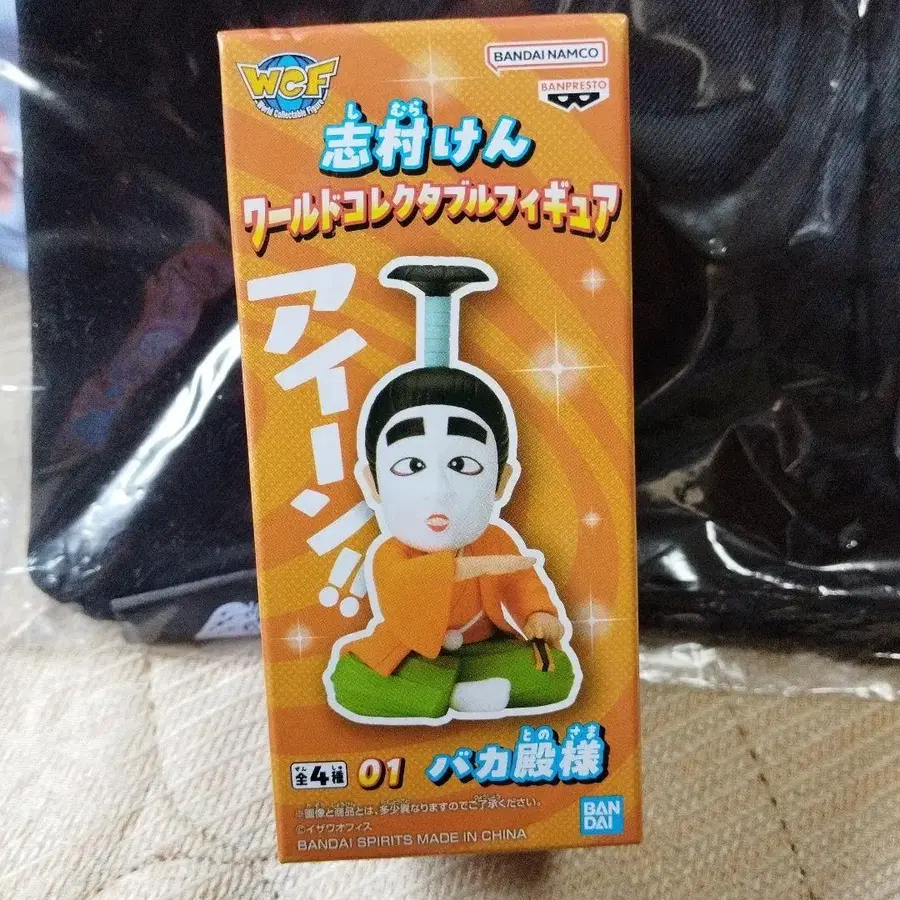 WCF
World Collectable Figure
BANDAI NAMCO
BANPRESTO
し むら
志村けん
ワールドコレクタブルフィギュア
アイーン!!
ぜん しゅ
全4種
01
との さま
バカ殿様
※画像と商品とは、多少異なりますのでご了承ください。
©イザワオフィス
BANDAI SPIRITS MADE IN CHINA
BAN
DAI